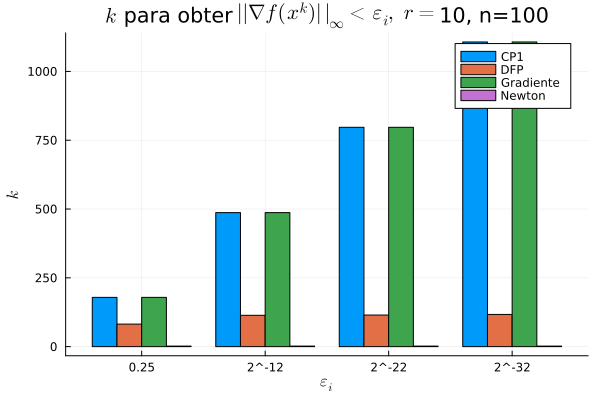 k para obter ||∇f(x^k)||_∞ < ε_i, r = 10, n=100
CP1
DFP
Gradiente
Newton
1000
750
500
250
0
k
0.25 2^-12 2^-22 2^-32
ε_i